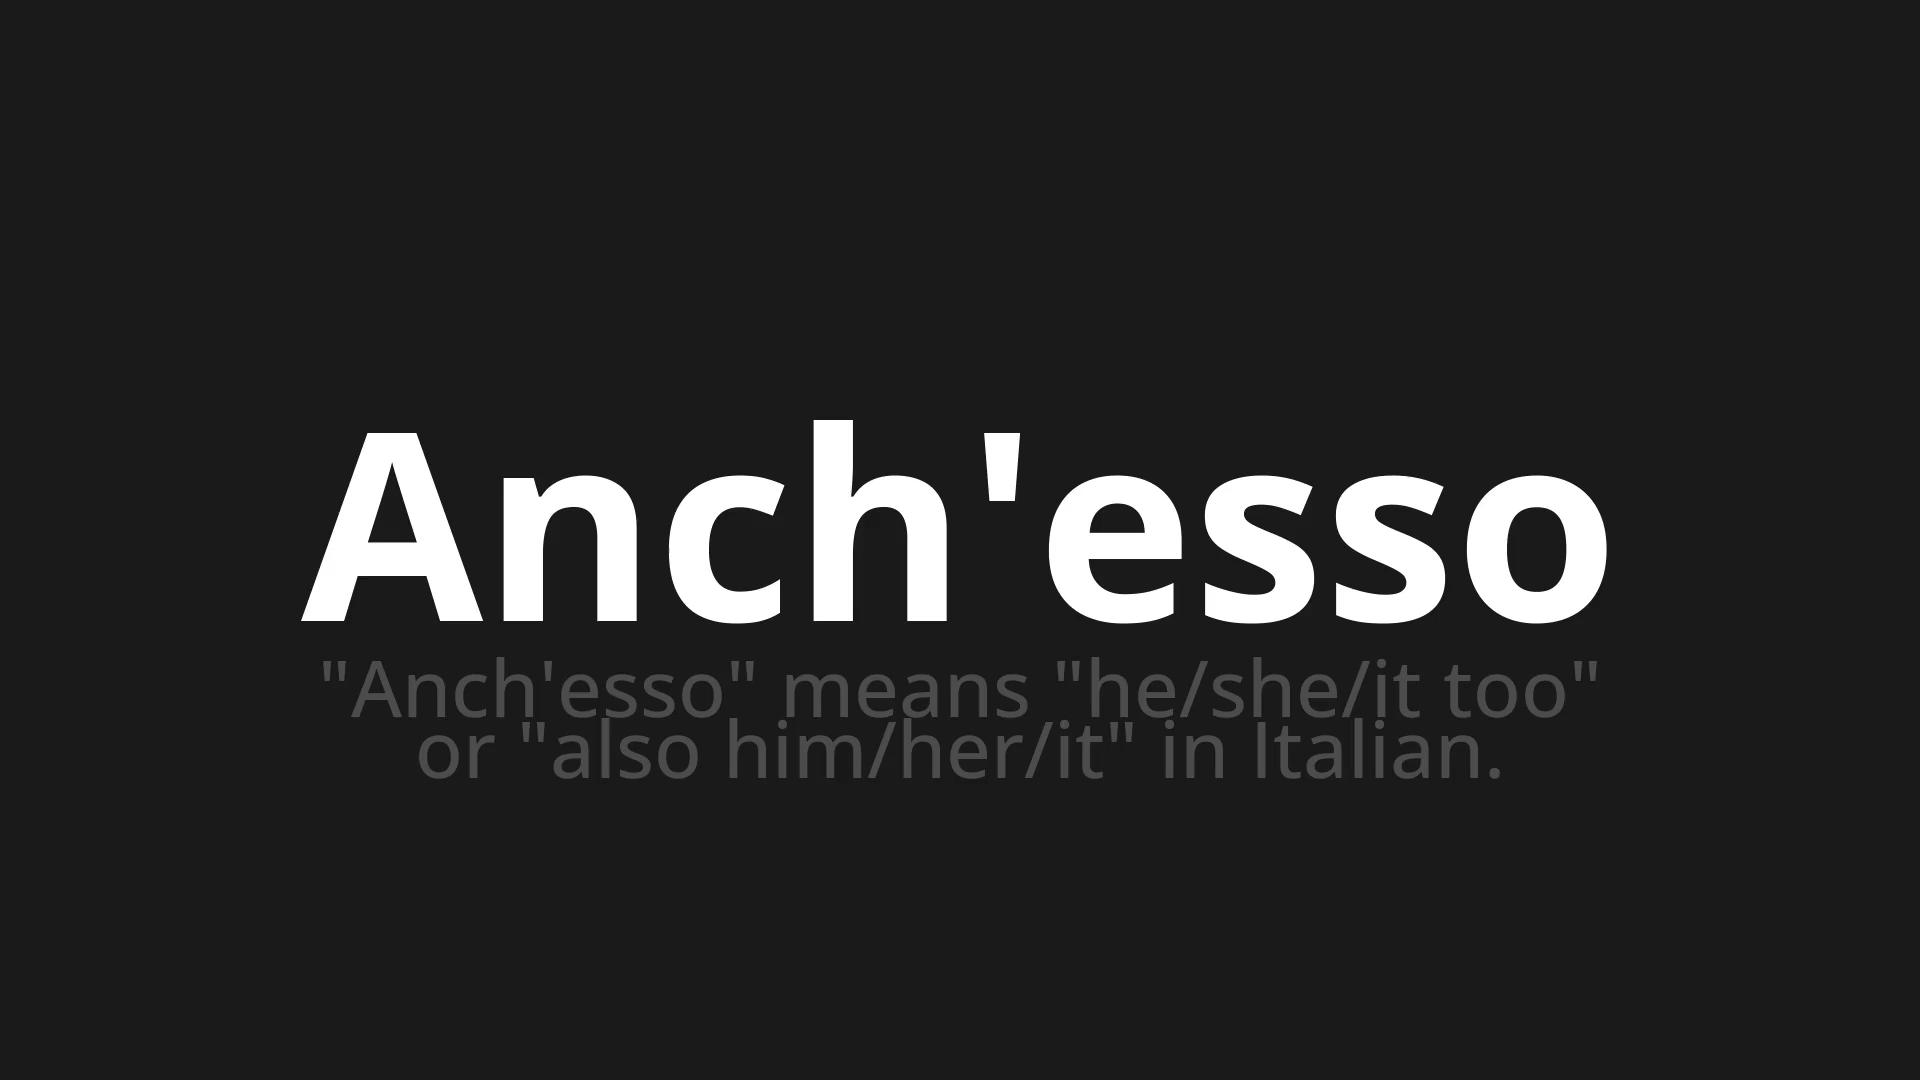 Anch'esso
"Anch'esso" means "he/she/it too"
or "also him/her/it" in Italian.